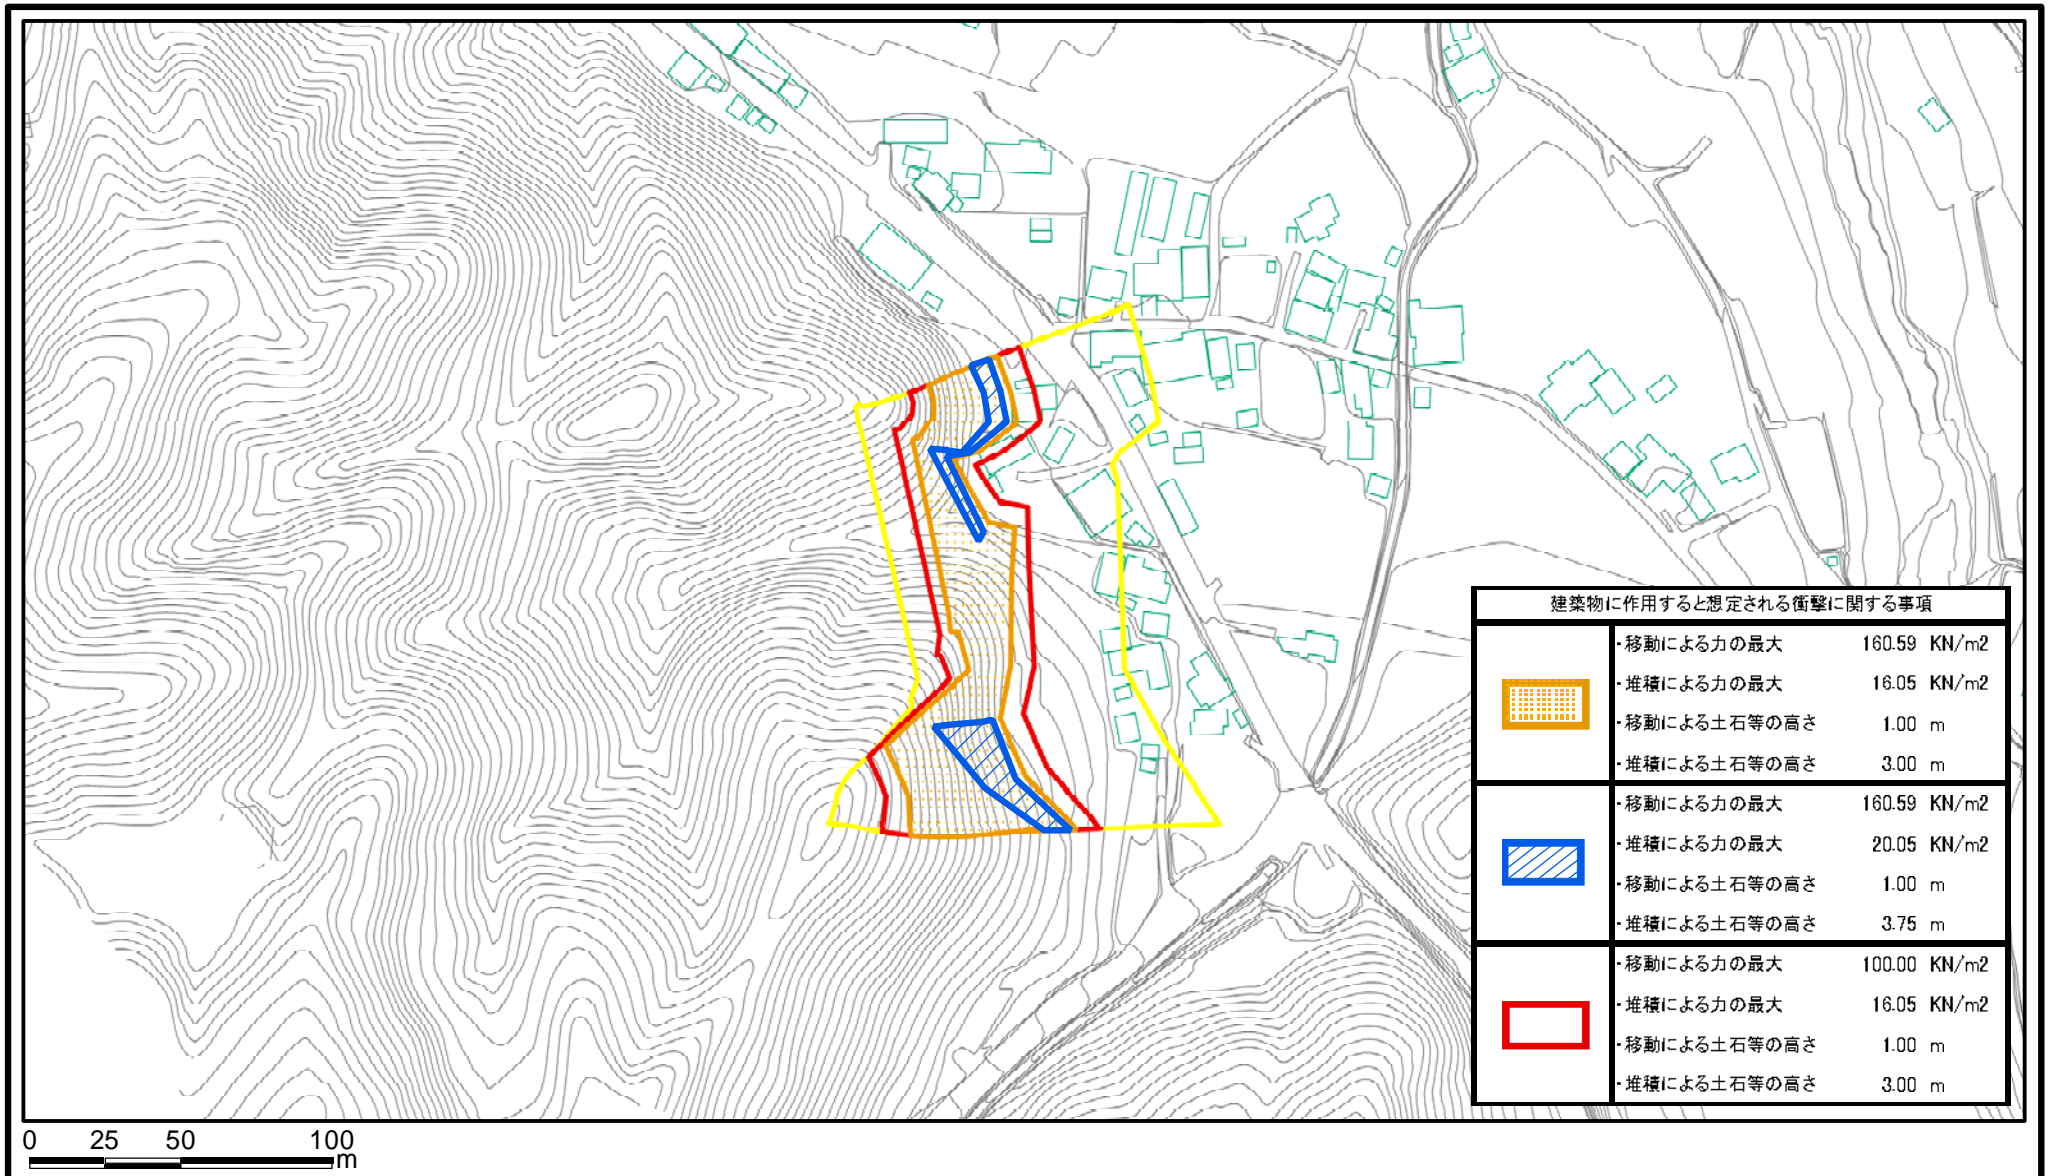 建築物に作用すると想定される衝撃に関する事項
・移動による力の最大 160.59 KN/m2
・堆積による力の最大 16.05 KN/m2
・移動による土石等の高さ 1.00 m
・堆積による土石等の高さ 3.00 m
・移動による力の最大 160.59 KN/m2
・堆積による力の最大 20.05 KN/m2
・移動による土石等の高さ 1.00 m
・堆積による土石等の高さ 3.75 m
・移動による力の最大 100.00 KN/m2
・堆積による力の最大 16.05 KN/m2
・移動による土石等の高さ 1.00 m
・堆積による土石等の高さ 3.00 m
0 25 50 100
m